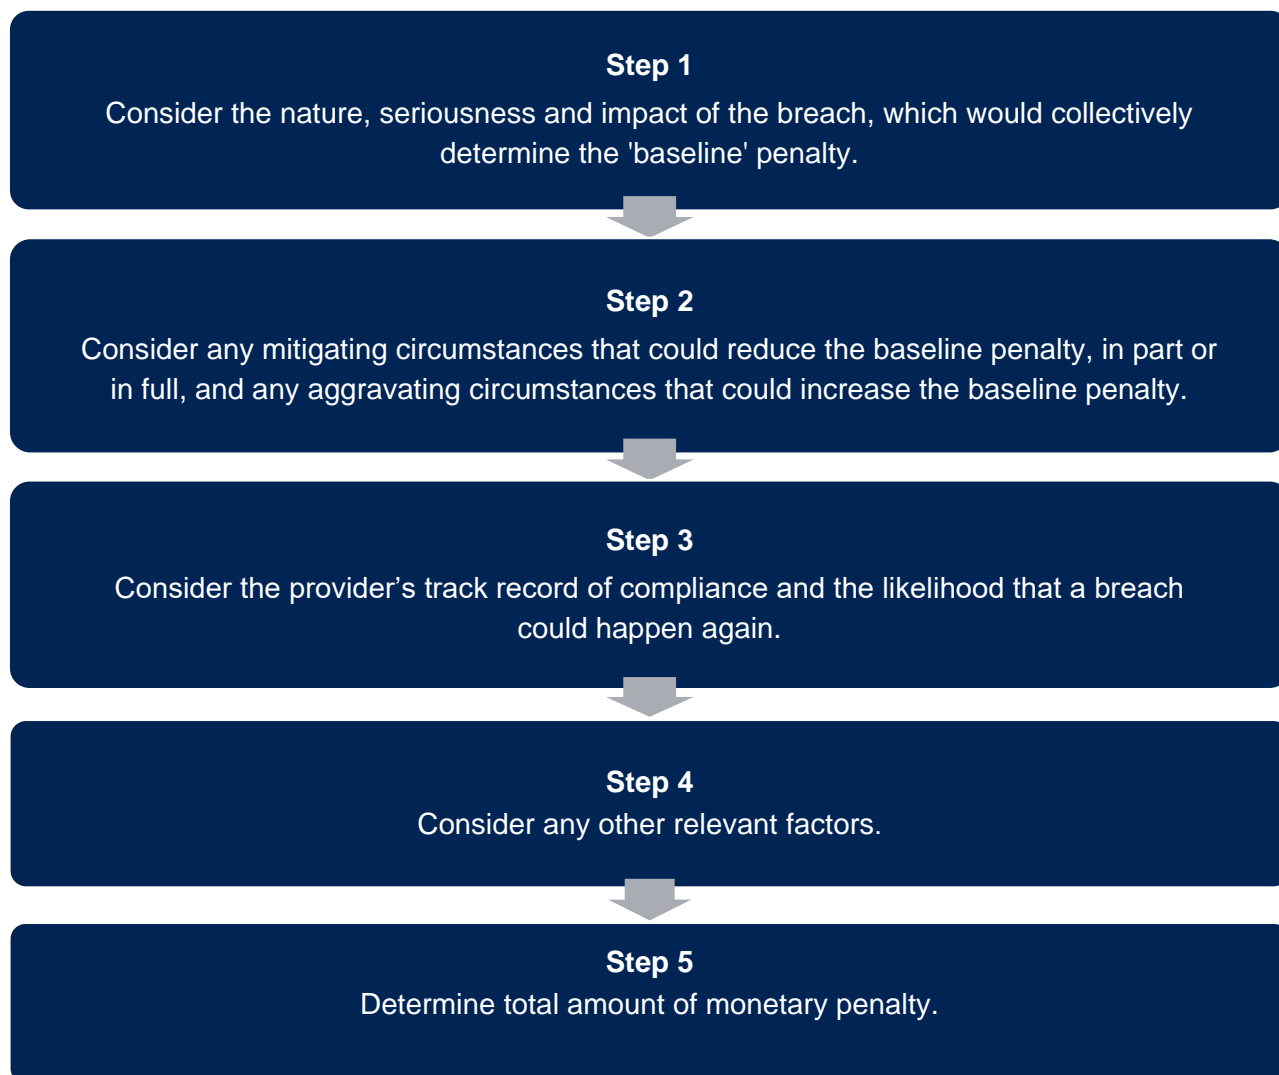 Step 1
Consider the nature, seriousness and impact of the breach, which would collectively
determine the 'baseline' penalty.
Step 2
Consider any mitigating circumstances that could reduce the baseline penalty, in part or
in full, and any aggravating circumstances that could increase the baseline penalty.
Step 3
Consider the provider’s track record of compliance and the likelihood that a breach
could happen again.
Step 4
Consider any other relevant factors.
Step 5
Determine total amount of monetary penalty.